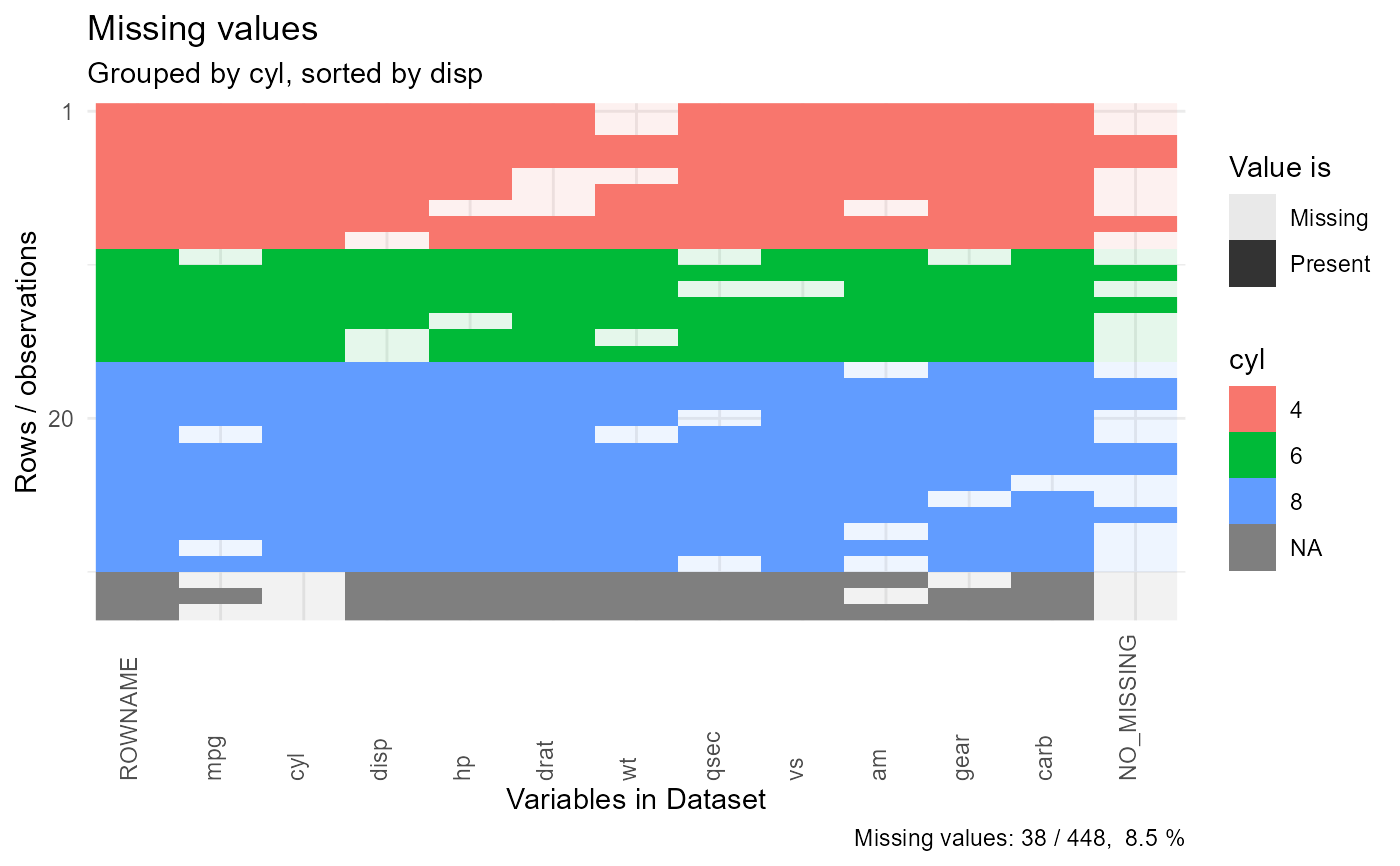 Missing values
Grouped by cyl, sorted by disp
1
20
Rows / observations
ROWNAME
mpg
cyl
disp
hp
drat
wt
qsec
vs
am
gear
carb
NO_MISSING
Variables in Dataset
Missing values: 38 / 448,  8.5 %
Value is
Missing
Present
cyl
4
6
8
NA